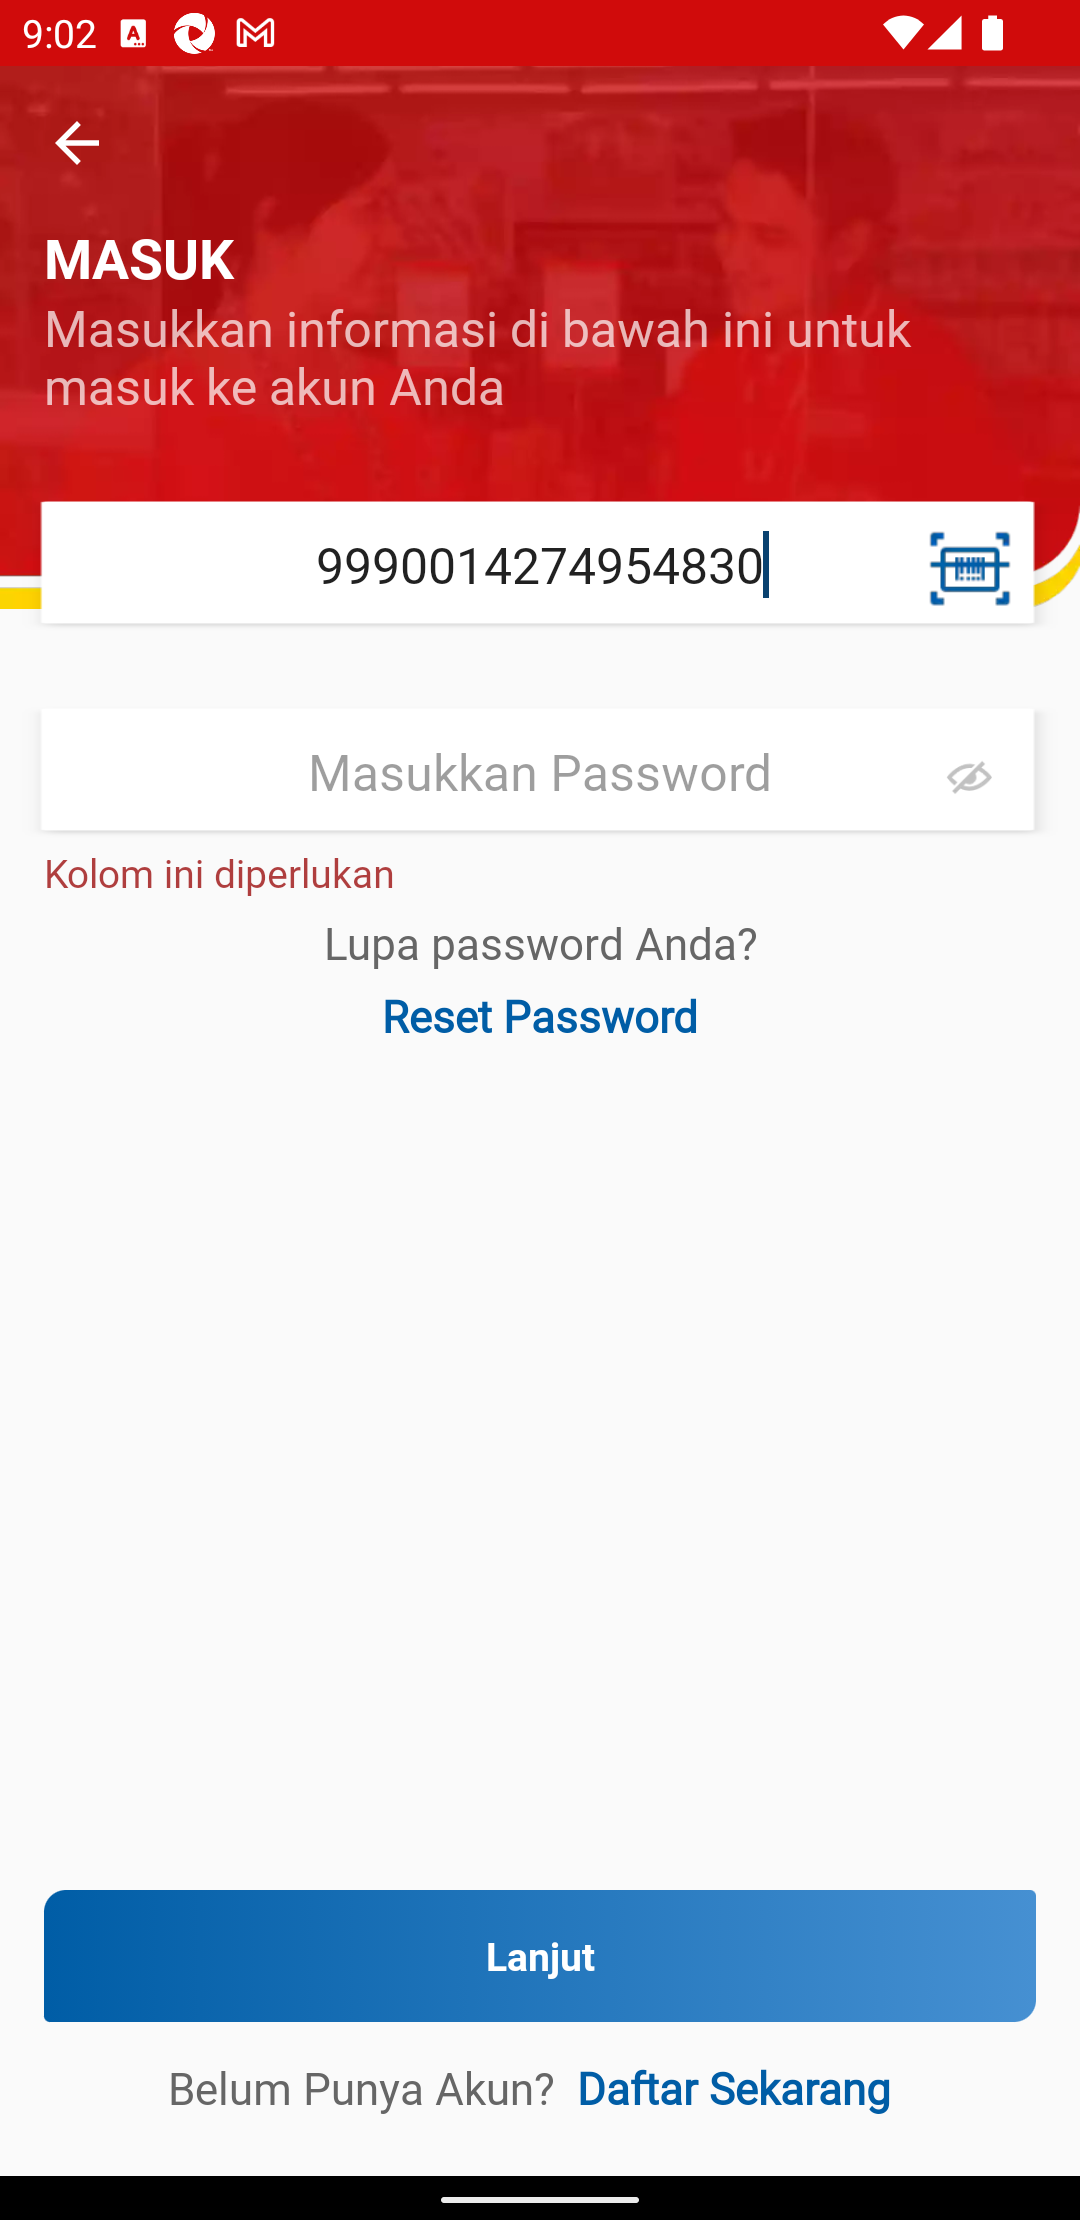 9:02
MASUK
Masukkan informasi di bawah ini untuk
masuk ke akun Anda
9990014274954830
Masukkan Password
Kolom ini diperlukan
Lupa password Anda?
Reset Password
Lanjut
Belum Punya Akun? Daftar Sekarang